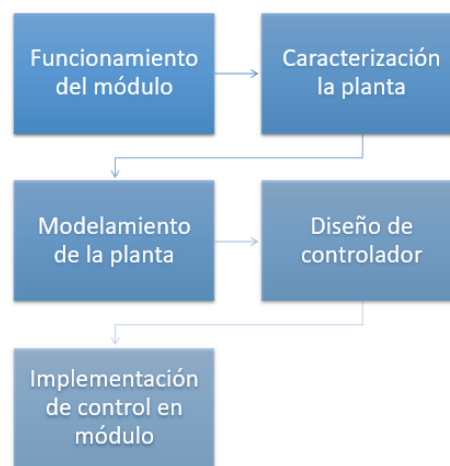 Funcionamiento
del módulo
Caracterización
la planta
Modelamiento
de la planta
Diseño de
controlador
Implementación
de control en
módulo